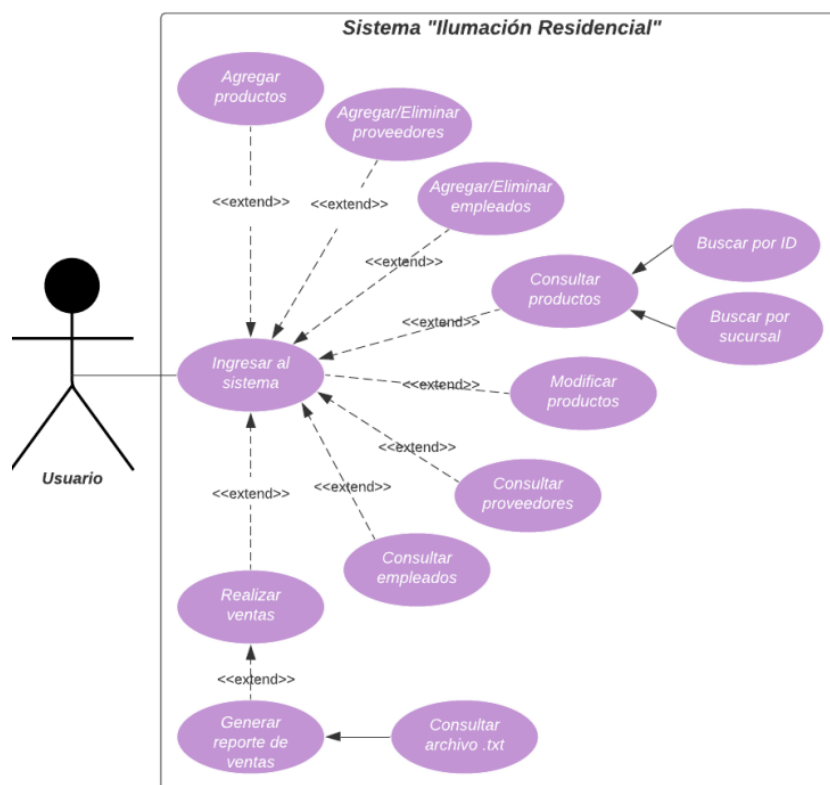 Sistema "Ilumación Residencial"
Agregar
productos
Agregar/Eliminar
proveedores
Agregar/Eliminar
empleados
<<extend>>
<<extend>>
<<extend>>
Buscar por ID
Consultar
productos
Buscar por
sucursal
<<extend>>
Ingresar al
sistema
<<extend>>
Modificar
productos
Usuario
<<extend>>
Consultar
proveedores
<<extend>>
<<extend>>
Consultar
empleados
Realizar
ventas
<<extend>>
Generar
reporte de
ventas
Consultar
archivo .txt